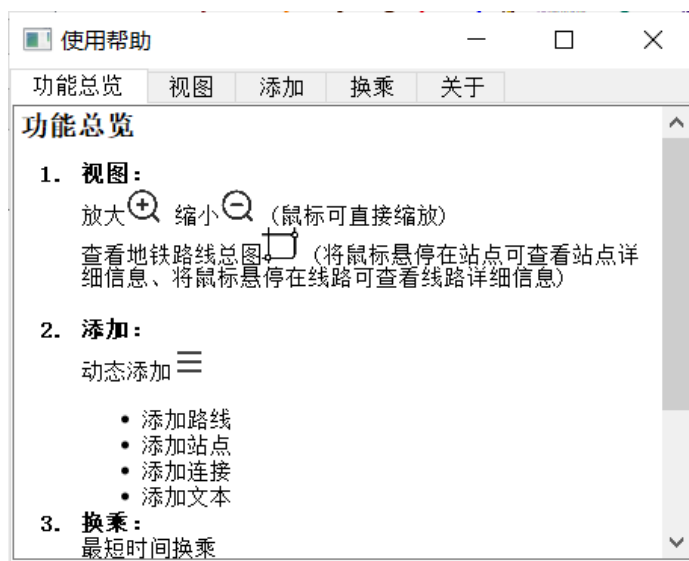 使用帮助
功能总览 视图 添加 换乘 关于
功能总览
1. 视图：
放大 缩小 （鼠标可直接缩放）
查看地铁路线总图 （将鼠标悬停在站点可查看站点详
细信息、将鼠标悬停在线路可查看线路详细信息）
2. 添加：
动态添加
• 添加路线
• 添加站点
• 添加连接
• 添加文本
3. 换乘：
最短时间换乘